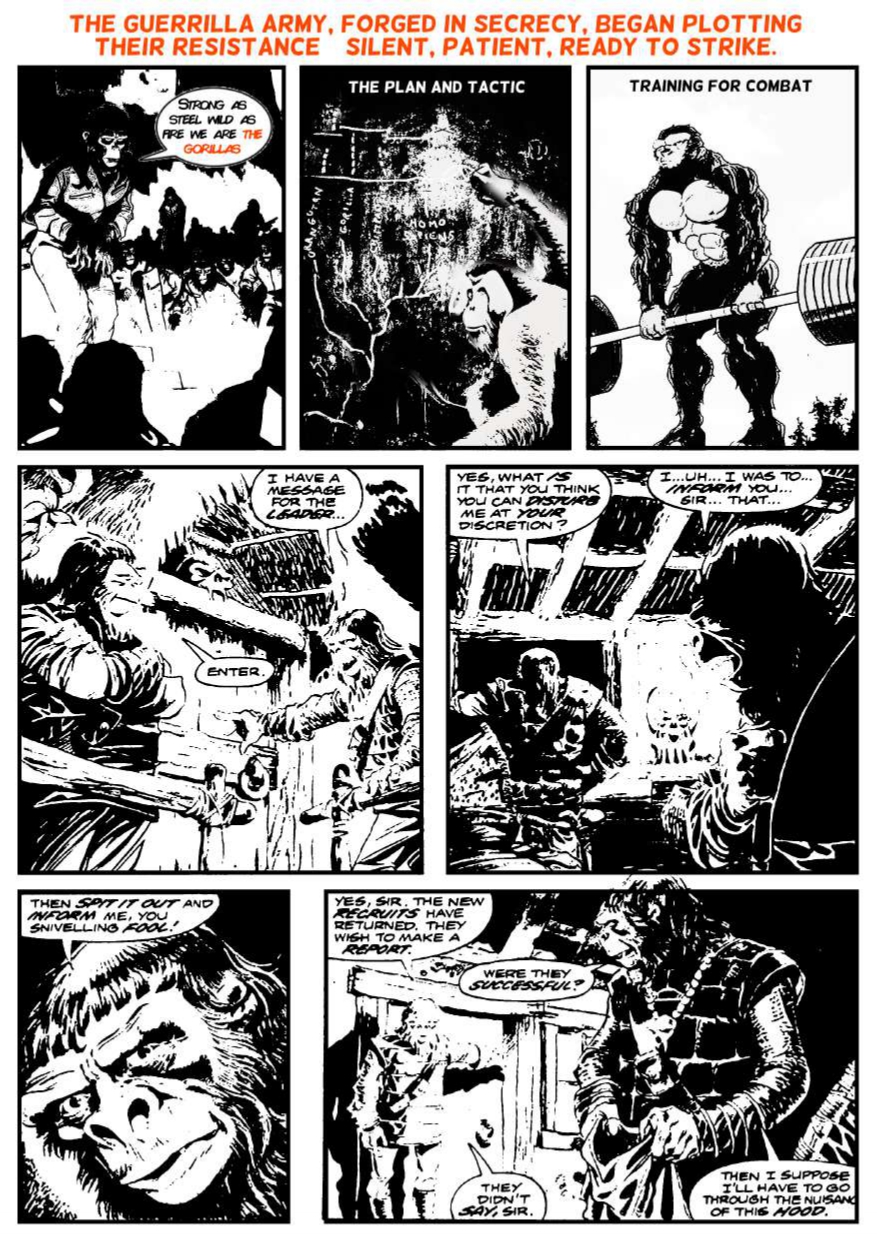 THE GUERRILLA ARMY, FORGED IN SECRECY, BEGAN PLOTTING
THEIR RESISTANCE SILENT, PATIENT, READY TO STRIKE.
STRONG AS
STEEL WILD AS
FIRE WE ARE THE
GORILLAS
THE PLAN AND TACTIC
ORANGUTAN
GORILLA
HOMO
TRAINING FOR COMBAT
I HAVE A
MESSAGE
FOR THE
LEADER...
ENTER.
YES, WHAT IS
IT THAT YOU THINK
YOU CAN DISTURB
ME AT YOUR
DISCRETION?
I...UH... I WAS TO...
INFORM YOU...
SIR... THAT...
THEN SPIT IT OUT AND
INFORM ME, YOU
SNIVELLING FOOL!
YES, SIR. THE NEW
RECRUITS HAVE
RETURNED. THEY
WISH TO MAKE A
REPORT.
WERE THEY
SUCCESSFUL?
THEY
DIDN'T
SAY, SIR.
THEN I SUPPOSE
I'LL HAVE TO GO
THROUGH THE NUISANC
OF THIS HOOD.